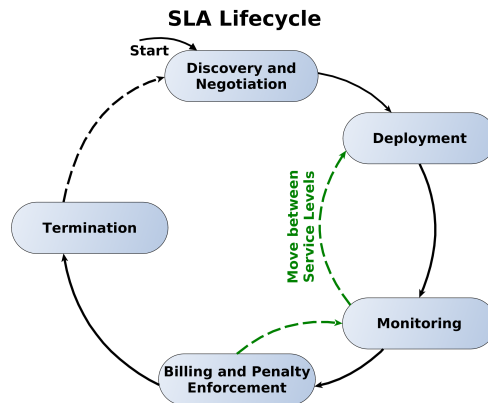 SLA Lifecycle
Start
Discovery and
Negotiation
Deployment
Move between
Service Levels
Termination
Monitoring
Billing and Penalty
Enforcement